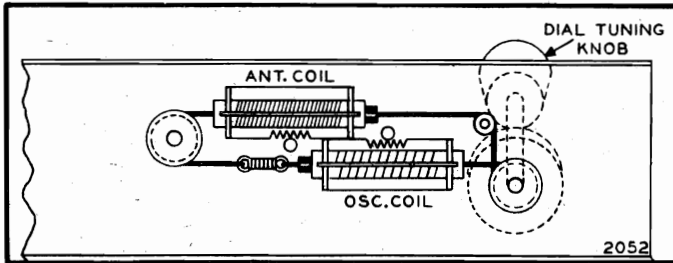 DIAL TUNING
KNOB
ANT. COIL
OSC. COIL
2052